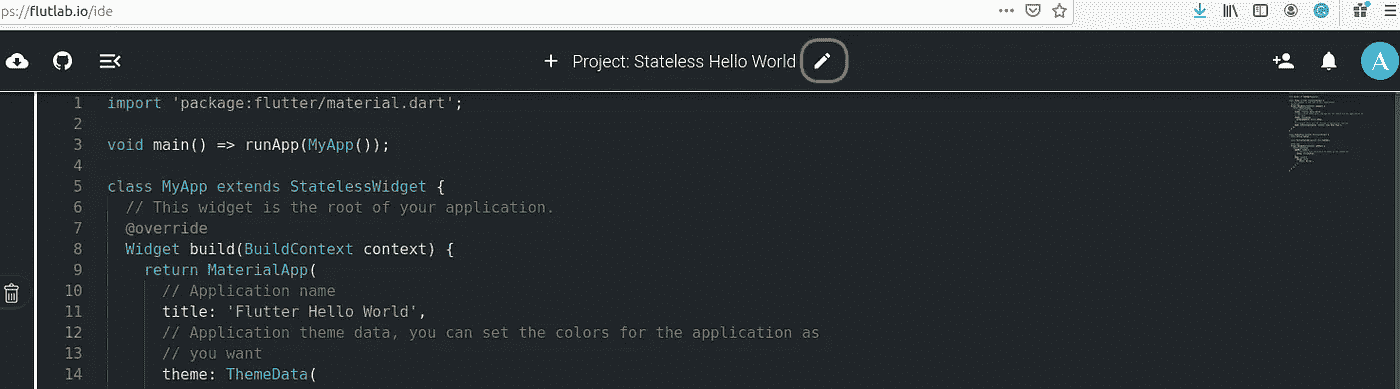 ps://flutlab.io/ide
Project: Stateless Hello World
A
1 import 'package:flutter/material.dart';
2
3 void main() => runApp(MyApp());
4
5 class MyApp extends StatelessWidget {
6 // This widget is the root of your application.
7 @override
8 Widget build(BuildContext context) {
9 return MaterialApp(
10 // Application name
11 title: 'Flutter Hello World',
12 // Application theme data, you can set the colors for the application as
13 // you want
14 theme: ThemeData(